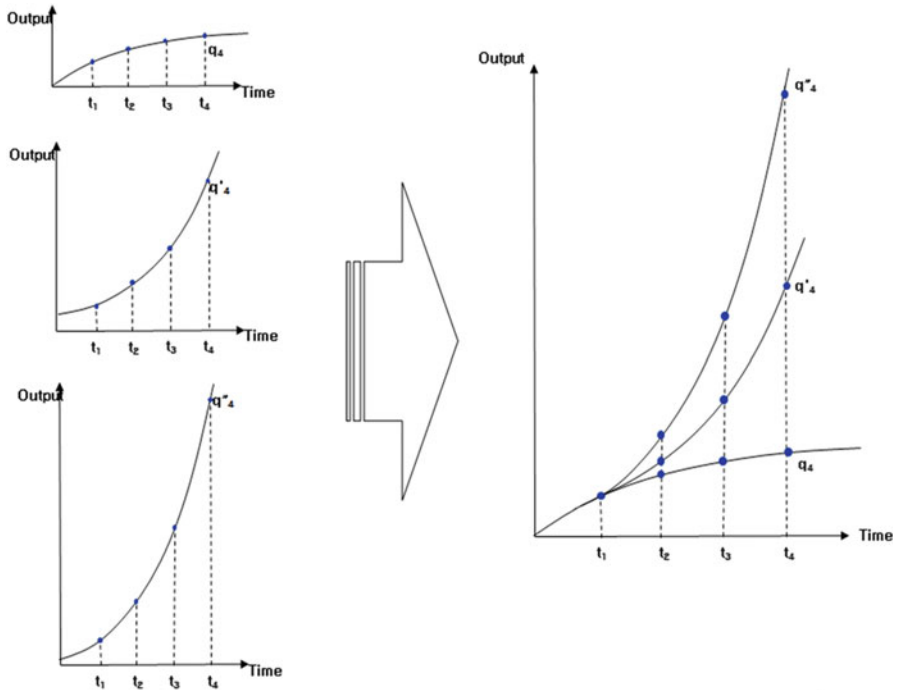 Output
q₄
Time
t₁ t₂ t₃ t₄
Output
q'₄
Time
t₁ t₂ t₃ t₄
Output
q"₄
Time
t₁ t₂ t₃ t₄
Output
q"₄
q'₄
q₄
Time
t₁ t₂ t₃ t₄